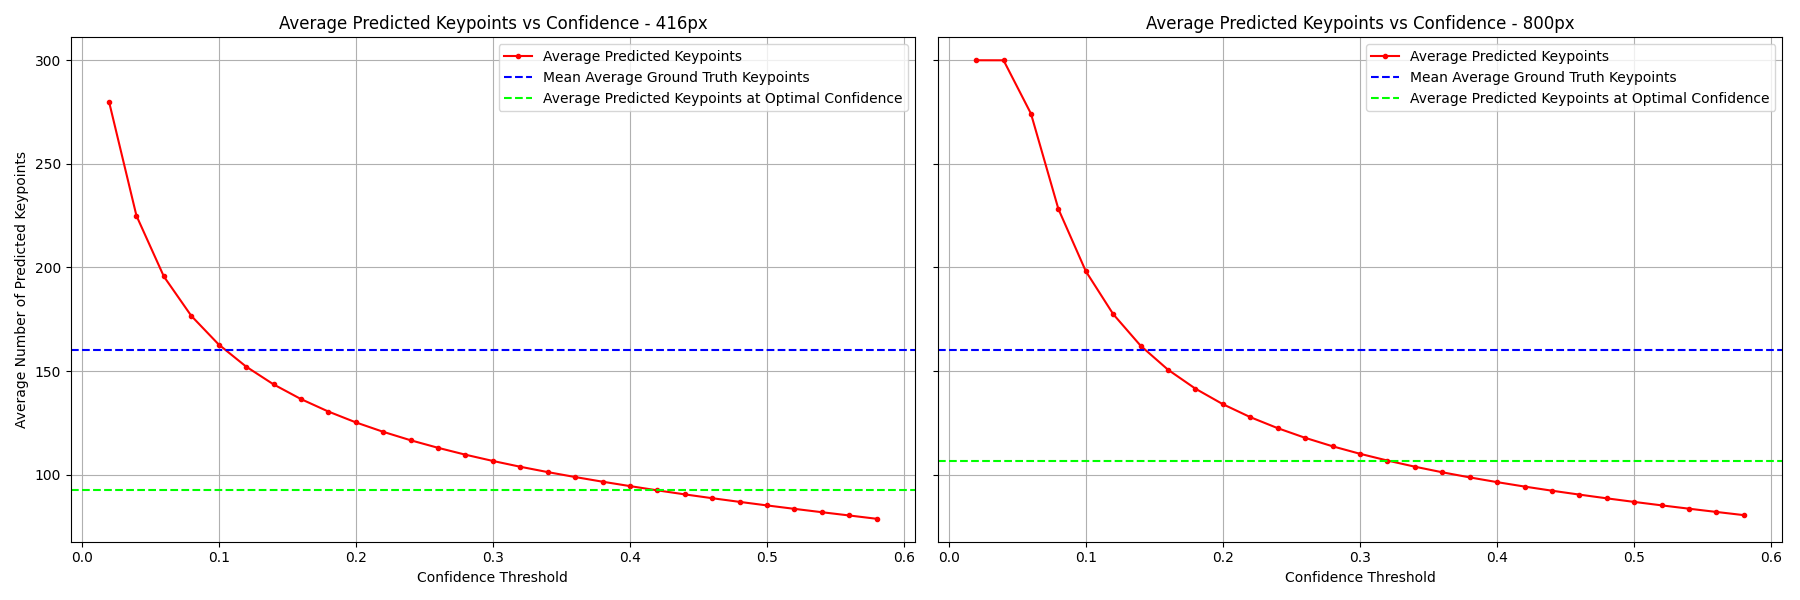 Average Predicted Keypoints vs Confidence - 416px
Average Predicted Keypoints
Mean Average Ground Truth Keypoints
Average Predicted Keypoints at Optimal Confidence
300
250
200
150
100
Average Number of Predicted Keypoints
0.0 0.1 0.2 0.3 0.4 0.5 0.6
Confidence Threshold
Average Predicted Keypoints vs Confidence - 800px
Average Predicted Keypoints
Mean Average Ground Truth Keypoints
Average Predicted Keypoints at Optimal Confidence
0.0 0.1 0.2 0.3 0.4 0.5 0.6
Confidence Threshold